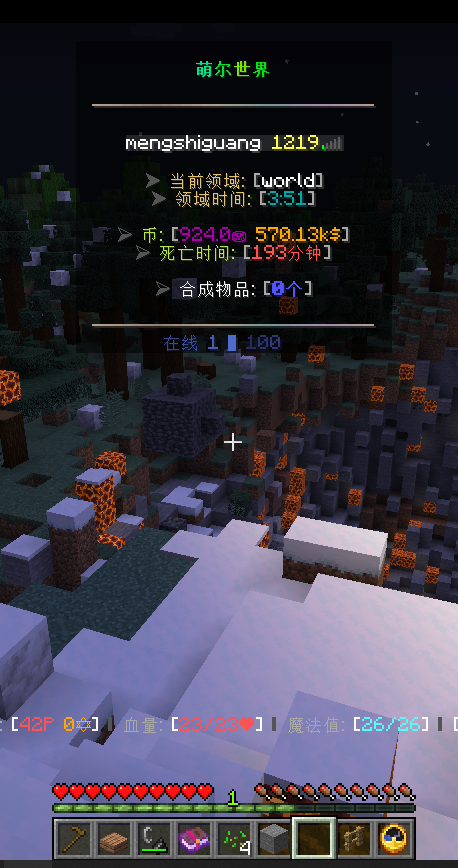 萌尔世界
mengshiguang 1219
➤ 当前领域: [world]
➤ 领域时间: [3:51]
➤ 币: [924.0 570.13k$]
➤ 死亡时间: [193分钟]
➤ 合成物品: [0个]
在线 1 100
: [42P 0✡] | 血量: [23/23❤] | 魔法值: [26/26] | [
1
4